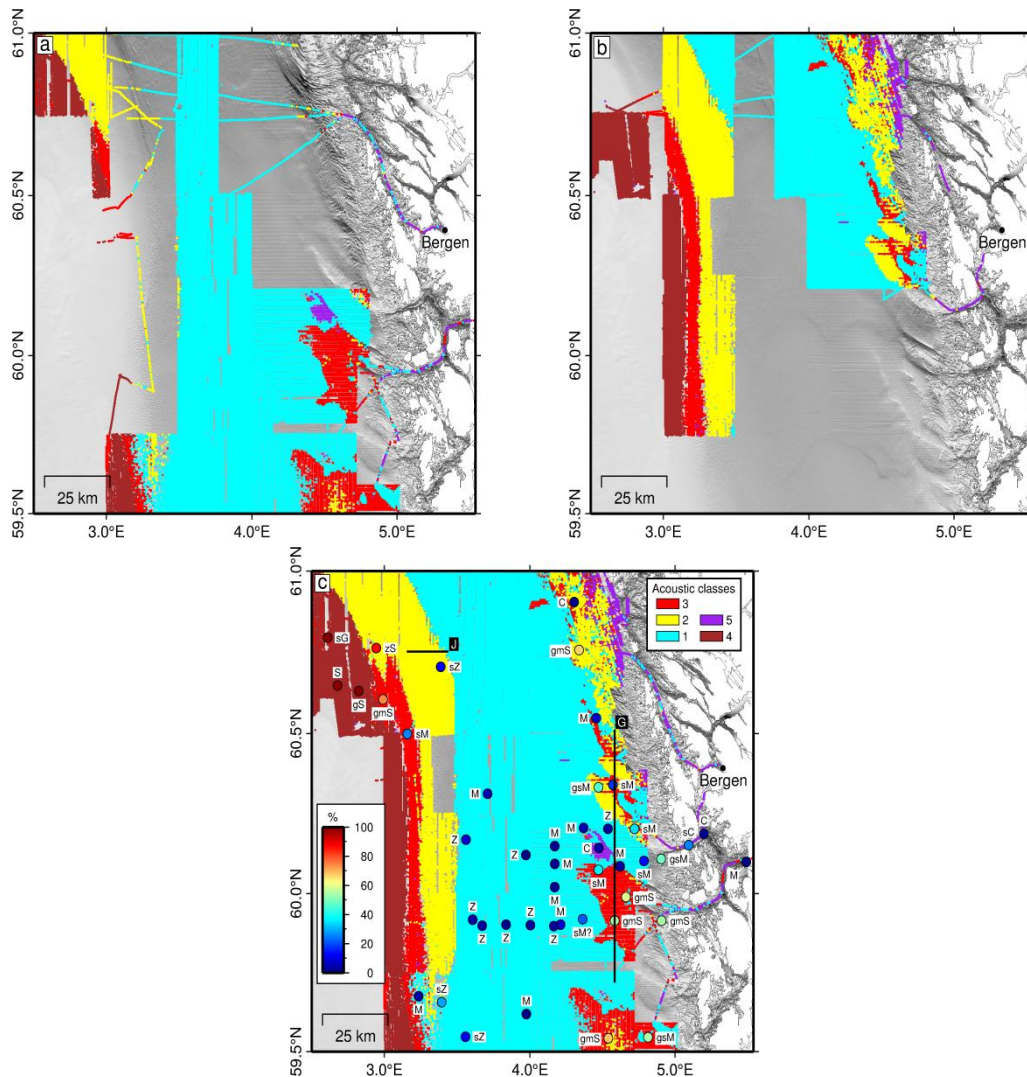 a
61.0°N
60.5°N
60.0°N
59.5°N
3.0°E
4.0°E
5.0°E
Bergen
25 km
b
61.0°N
60.5°N
60.0°N
59.5°N
3.0°E
4.0°E
5.0°E
Bergen
25 km
c
61.0°N
60.5°N
60.0°N
59.5°N
3.0°E
4.0°E
5.0°E
Acoustic classes
3
2 5
1 4
C
sG
zS
J
gmS
sZ
S
gS
gmS
M
sM
G
Bergen
gsM
sM
M
%
100
80
60
40
20
0
M
Z
sM
C
Z
M
C
sC
Z
M
M
sM
gsM
M
sM
M
gmS
Z
Z
Z
Z
Z
M
sM?
gmS
gmS
M
sZ
M
sZ
gmS
gsM
25 km